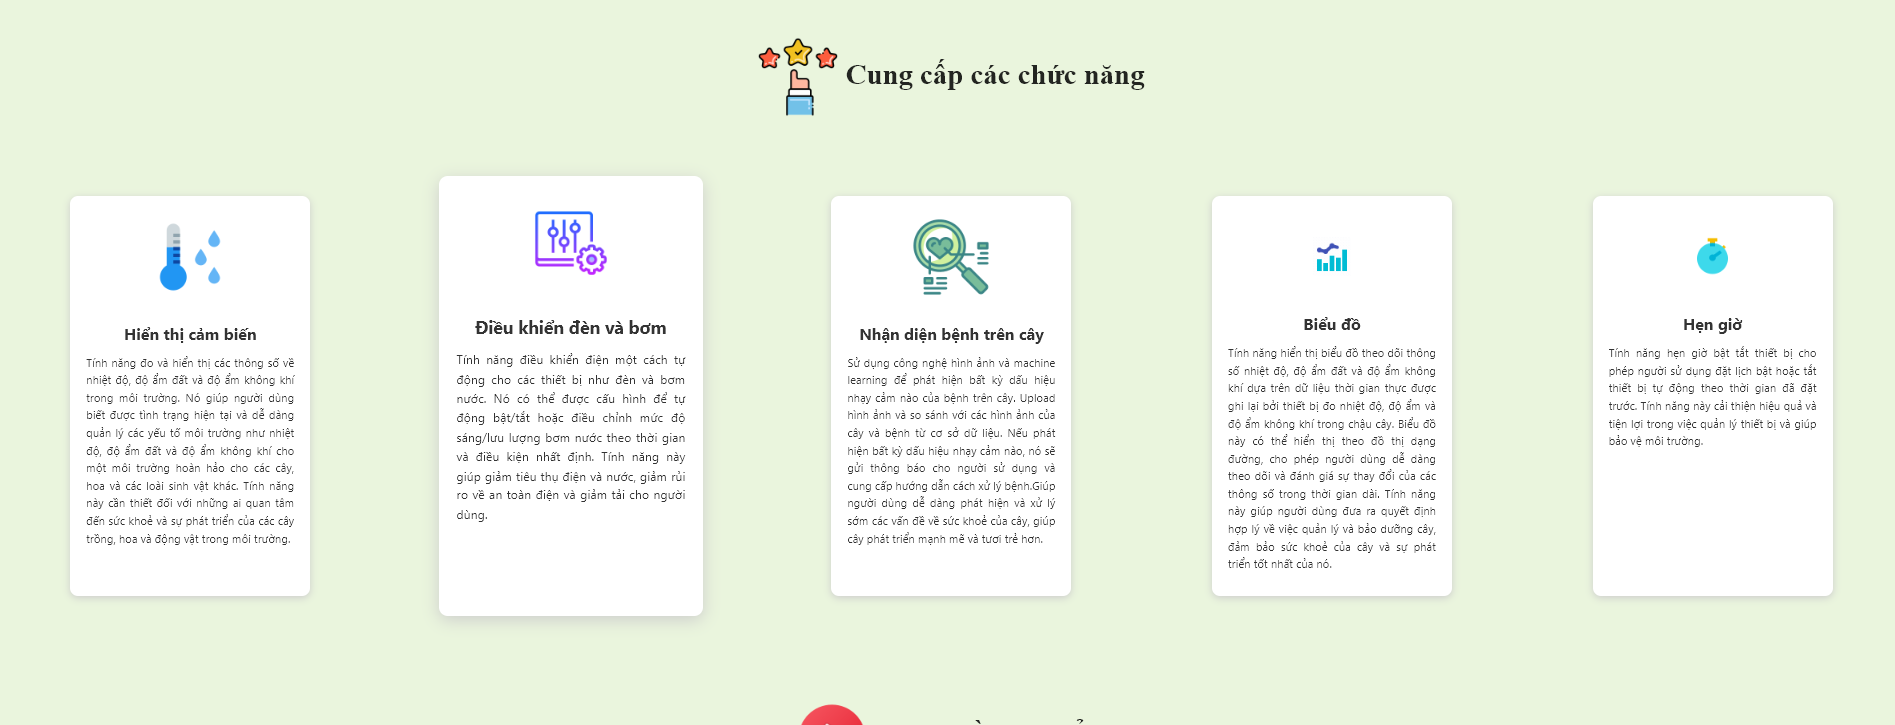 Cung cấp các chức năng
Hiển thị cảm biến
Tính năng đo và hiển thị các thông số về
nhiệt độ, độ ẩm đất và độ ẩm không khí
trong môi trường. Nó giúp người dùng
biết được tình trạng hiện tại và dễ dàng
quản lý các yếu tố môi trường như nhiệt
độ, độ ẩm đất và độ ẩm không khí cho
một môi trường hoàn hảo cho các cây,
hoa và các loài sinh vật khác. Tính năng
này cần thiết đối với những ai quan tâm
đến sức khoẻ và sự phát triển của các cây
trồng, hoa và động vật trong môi trường.
Điều khiển đèn và bơm
Tính năng điều khiển điện một cách tự
động cho các thiết bị như đèn và bơm
nước. Nó có thể được cấu hình để tự
động bật/tắt hoặc điều chỉnh mức độ
sáng/lưu lượng bơm nước theo thời gian
và điều kiện nhất định. Tính năng này
giúp giảm tiêu thụ điện và nước, giảm rủi
ro về an toàn điện và giảm tải cho người
dùng.
Nhận diện bệnh trên cây
Sử dụng công nghệ hình ảnh và machine
learning để phát hiện bất kỳ dấu hiệu
nhạy cảm nào của bệnh trên cây. Upload
hình ảnh và so sánh với các hình ảnh của
cây và bệnh từ cơ sở dữ liệu. Nếu phát
hiện bất kỳ dấu hiệu nhạy cảm nào, nó sẽ
gửi thông báo cho người sử dụng và
cung cấp hướng dẫn cách xử lý bệnh.Giúp
người dùng dễ dàng phát hiện và xử lý
sớm các vấn đề về sức khoẻ của cây, giúp
cây phát triển mạnh mẽ và tươi trẻ hơn.
Biểu đồ
Tính năng hiển thị biểu đồ theo dõi thông
số nhiệt độ, độ ẩm đất và độ ẩm không
khí dựa trên dữ liệu thời gian thực được
ghi lại bởi thiết bị đo nhiệt độ, độ ẩm và
độ ẩm không khí trong chậu cây. Biểu đồ
này có thể hiển thị theo đồ thị dạng
đường, cho phép người dùng dễ dàng
theo dõi và đánh giá sự thay đổi của các
thông số trong thời gian dài. Tính năng
này giúp người dùng đưa ra quyết định
hợp lý về việc quản lý và bảo dưỡng cây,
đảm bảo sức khoẻ của cây và sự phát
triển tốt nhất của nó.
Hẹn giờ
Tính năng hẹn giờ bật tắt thiết bị cho
phép người sử dụng đặt lịch bật hoặc tắt
thiết bị tự động theo thời gian đã đặt
trước. Tính năng này cải thiện hiệu quả và
tiện lợi trong việc quản lý thiết bị và giúp
bảo vệ môi trường.